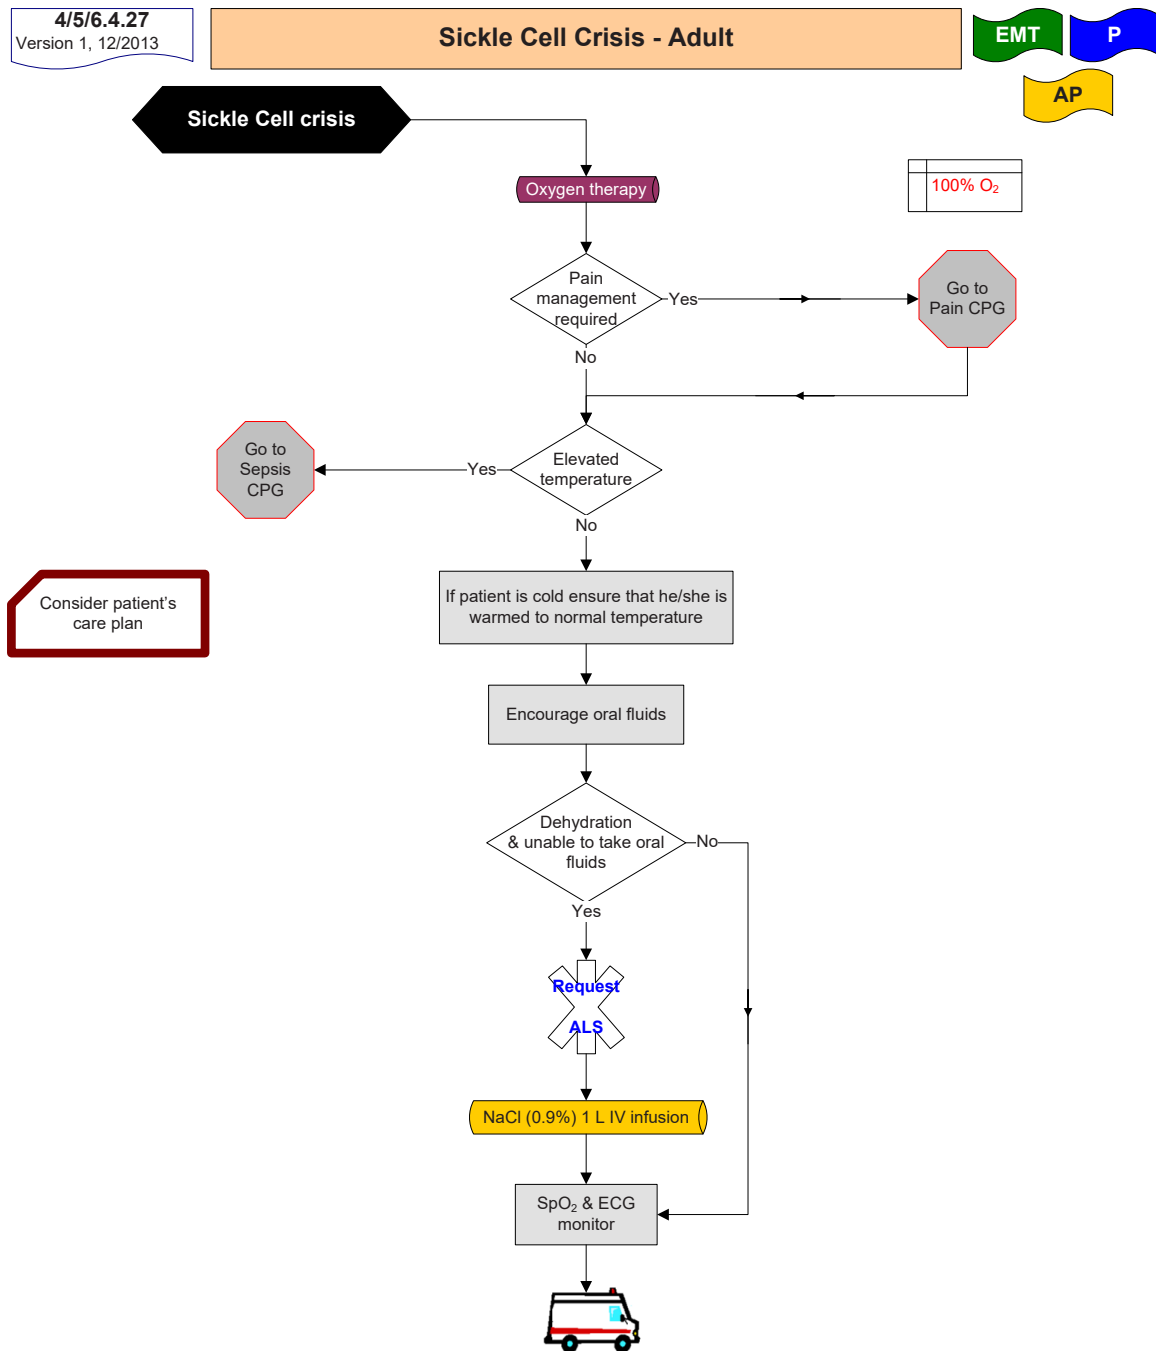 4/5/6.4.27
Version 1, 12/2013
Sickle Cell Crisis - Adult
EMT
P
AP
Sickle Cell crisis
Oxygen therapy
100% O₂
Pain
management
required
Yes
Go to
Pain CPG
No
Elevated
temperature
Yes
Go to
Sepsis
CPG
No
Consider patient's
care plan
If patient is cold ensure that he/she is
warmed to normal temperature
Encourage oral fluids
Dehydration
& unable to take oral
fluids
No
Yes
Request
ALS
NaCl (0.9%) 1 L IV infusion
SpO₂ & ECG
monitor